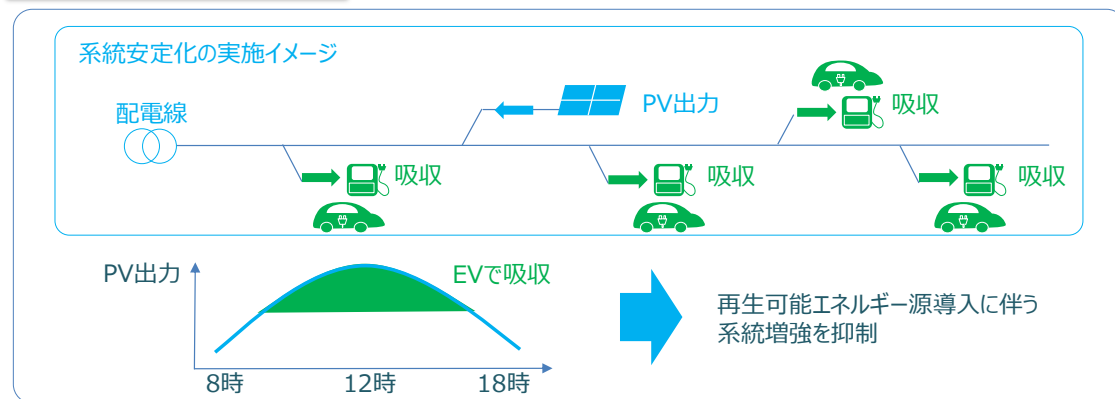 系統安定化の実施イメージ
配電線
PV出力
吸収
吸収
吸収
吸収
PV出力
EVで吸収
8時
12時
18時
再生可能エネルギー源導入に伴う
系統増強を抑制